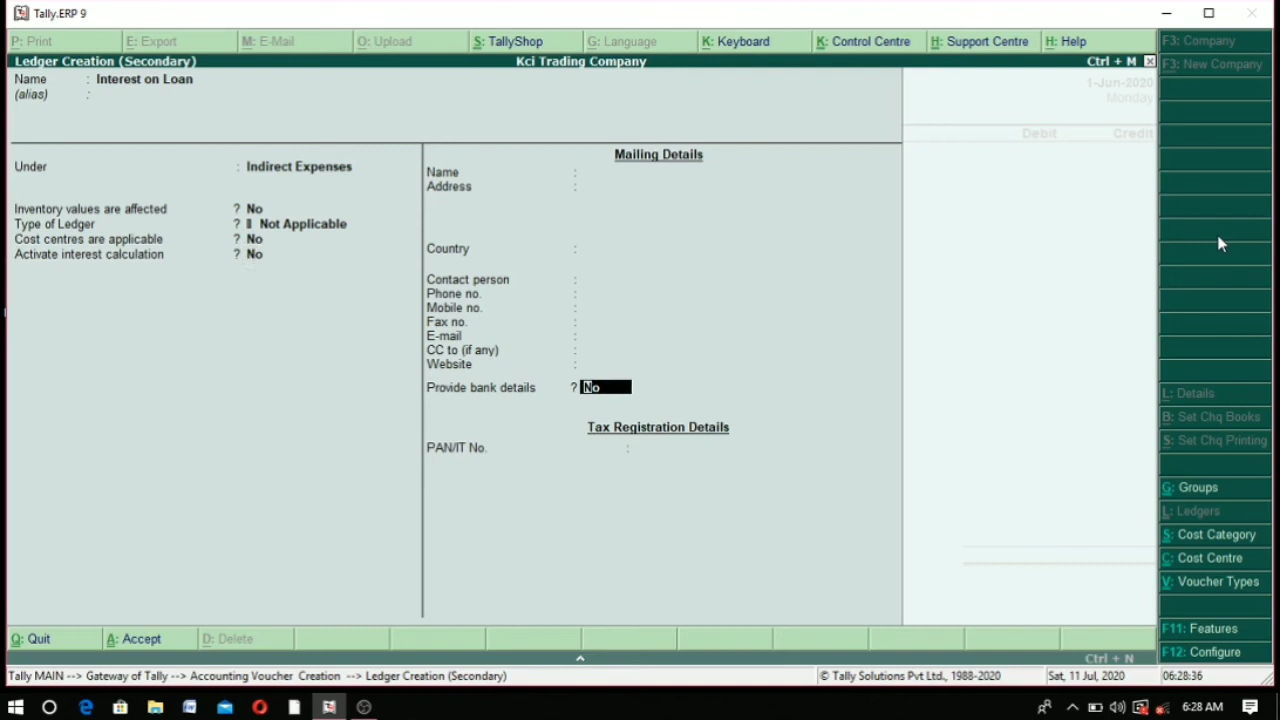 Tally.ERP 9
P: Print E: Export M: E-Mail O: Upload S: TallyShop G: Language K: Keyboard K: Control Centre H: Support Centre H: Help
F3: Company
Ledger Creation (Secondary) Kci Trading Company Ctrl + M
F3: New Company
Name : Interest on Loan
(alias) :
1-Jun-2020
Monday
Debit Credit
Under : Indirect Expenses
Inventory values are affected ? No
Type of Ledger ? Not Applicable
Cost centres are applicable ? No
Activate interest calculation ? No
Mailing Details
Name :
Address :
Country :
Contact person :
Phone no. :
Mobile no. :
Fax no. :
E-mail :
CC to (if any) :
Website :
Provide bank details ? No
Tax Registration Details
PAN/IT No. :
L: Details
B: Set Chq Books
S: Set Chq Printing
G: Groups
L: Ledgers
S: Cost Category
C: Cost Centre
V: Voucher Types
F11: Features
F12: Configure
Q: Quit A: Accept D: Delete
Ctrl + N
Tally MAIN --> Gateway of Tally --> Accounting Voucher Creation --> Ledger Creation (Secondary) © Tally Solutions Pvt Ltd., 1988-2020 Sat, 11 Jul, 2020 06:28:36
6:28 AM